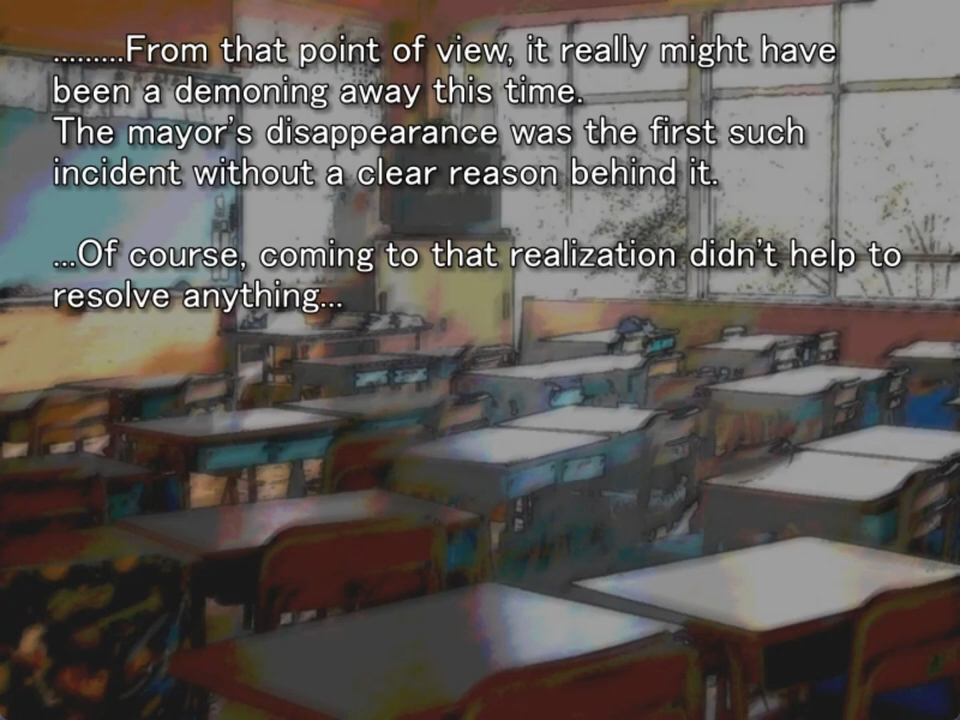 .........From that point of view, it really might have
been a demoning away this time.
The mayor's disappearance was the first such
incident without a clear reason behind it.
...Of course, coming to that realization didn't help to
resolve anything...